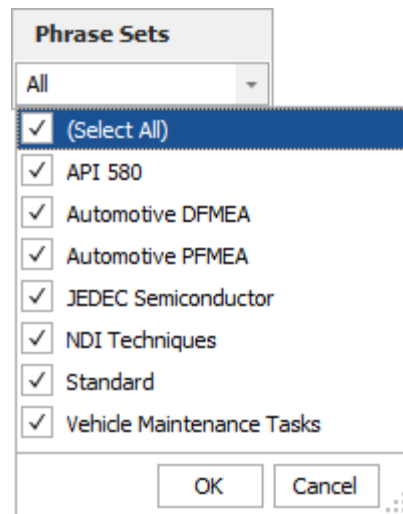 Phrase Sets
All
(Select All)
API 580
Automotive DFMEA
Automotive PFMEA
JEDEC Semiconductor
NDI Techniques
Standard
Vehicle Maintenance Tasks
OK Cancel